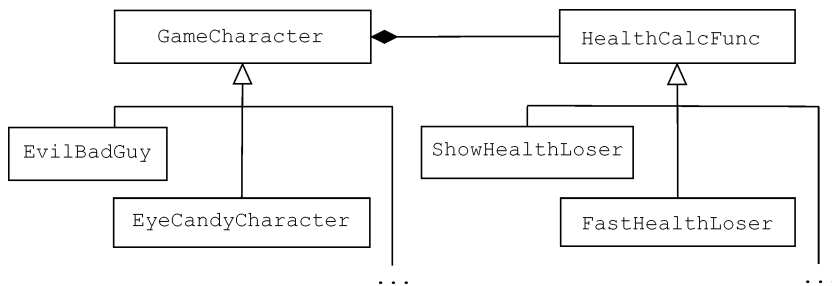 GameCharacter
HealthCalcFunc
EvilBadGuy
ShowHealthLoser
EyeCandyCharacter
FastHealthLoser
...
...